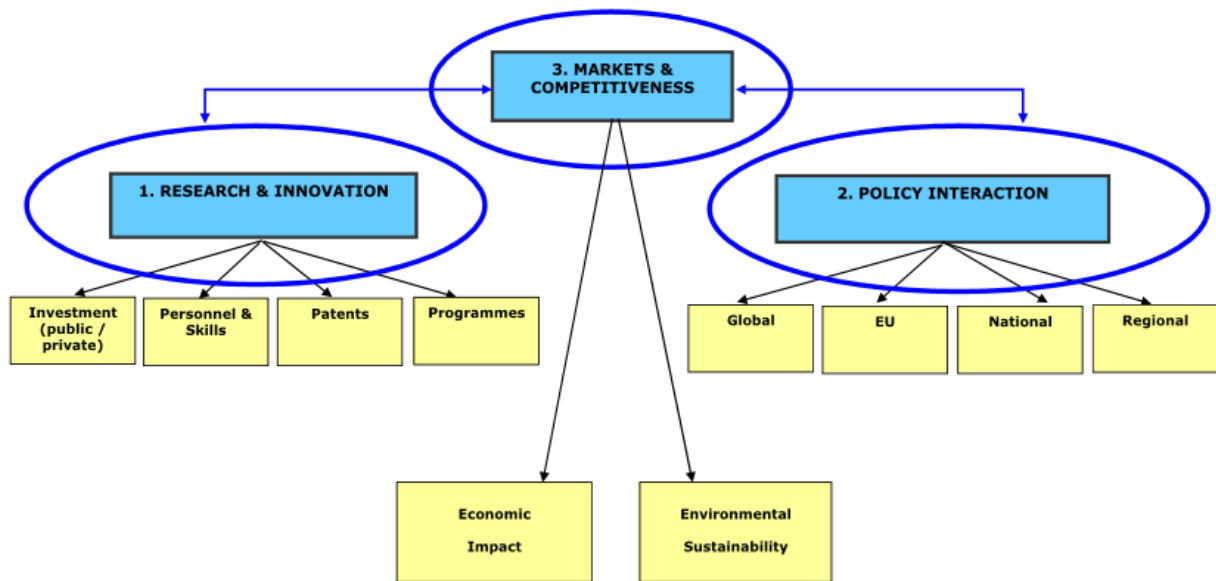 3. MARKETS &
COMPETITIVENESS
1. RESEARCH & INNOVATION
2. POLICY INTERACTION
Investment
(public /
private)
Personnel &
Skills
Patents
Programmes
Global
EU
National
Regional
Economic
Impact
Environmental
Sustainability